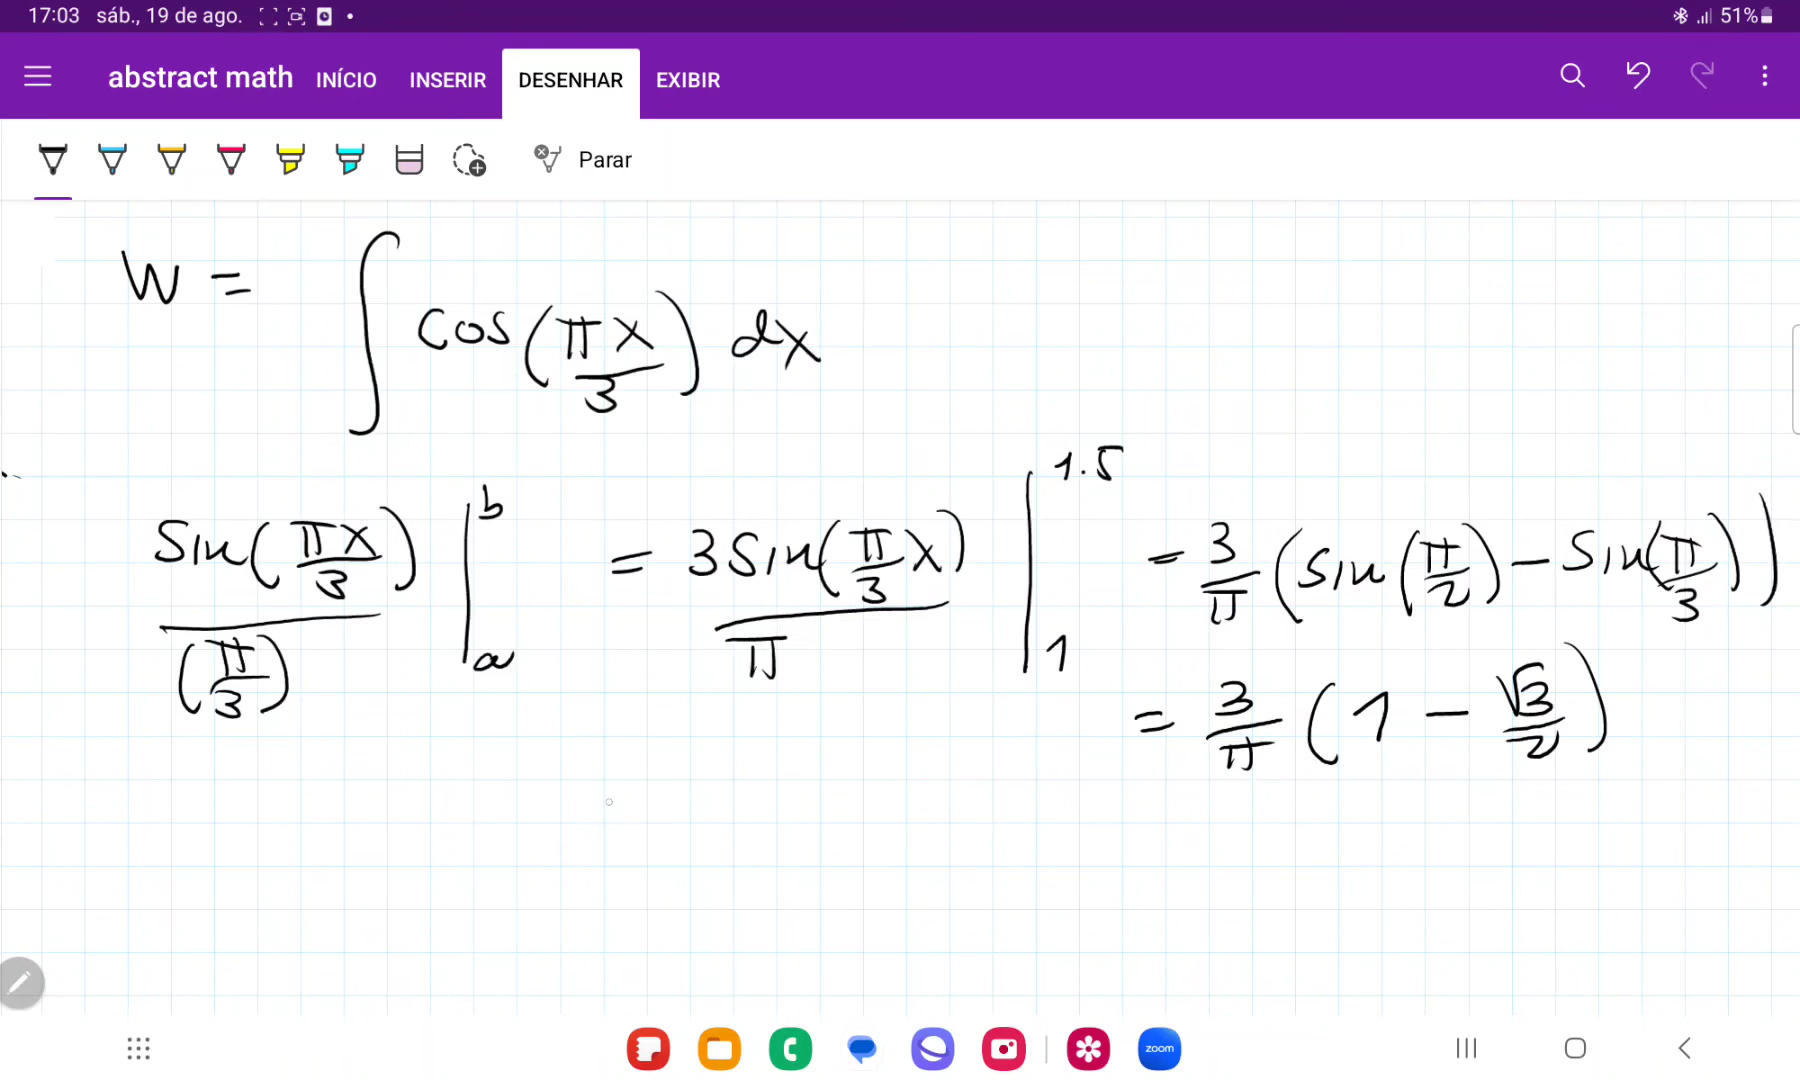 17:03 sáb., 19 de ago. 51%
abstract math INÍCIO INSERIR DESENHAR EXIBIR
Parar
W = ∫ cos(πx/3) dx
sin(πx/3)/(π/3) |_a^b = 3sin(π/3 x)/π |_1^1.5 = 3/π (sin(π/2) - sin(π/3))
= 3/π (1 - √3/2)
zoom